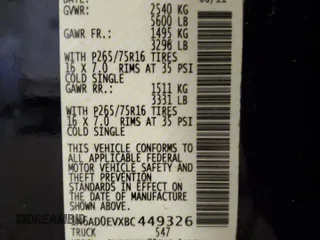 DATE:
GVWR: 2540 KG
5600 LB
GAWR FR.: 1495 KG
3296 LB
WITH P265/75R16 TIRES
16 X 7.0 RIMS AT 35 PSI
COLD SINGLE
GAWR RR.: 1511 KG
3331 LB
WITH P265/75R16 TIRES
16 X 7.0 RIMS AT 35 PSI
COLD SINGLE
THIS VEHICLE CONFORMS TO
ALL APPLICABLE FEDERAL
MOTOR VEHICLE SAFETY AND
THEFT PREVENTION
STANDARDS IN EFFECT ON
THE DATE OF MANUFACTURE
SHOWN ABOVE.
AD0EVXBC449326
TRUCK 547